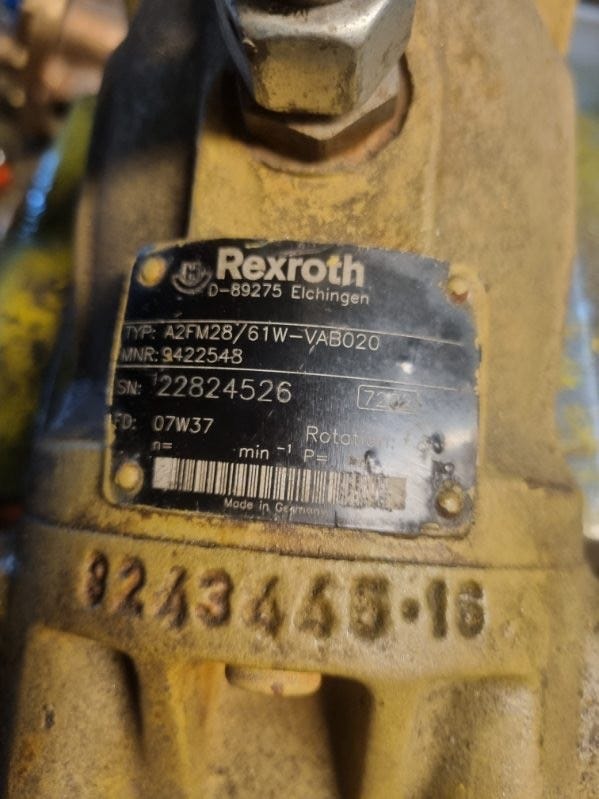 Rexroth
D-89275 Elchingen
TYP: A2FM28/61W-VAB020
MNR: 9422548
SN: 22824526
FD: 07W37 Rotation:
n= min⁻¹ P=
Made in Germany
9243445·16